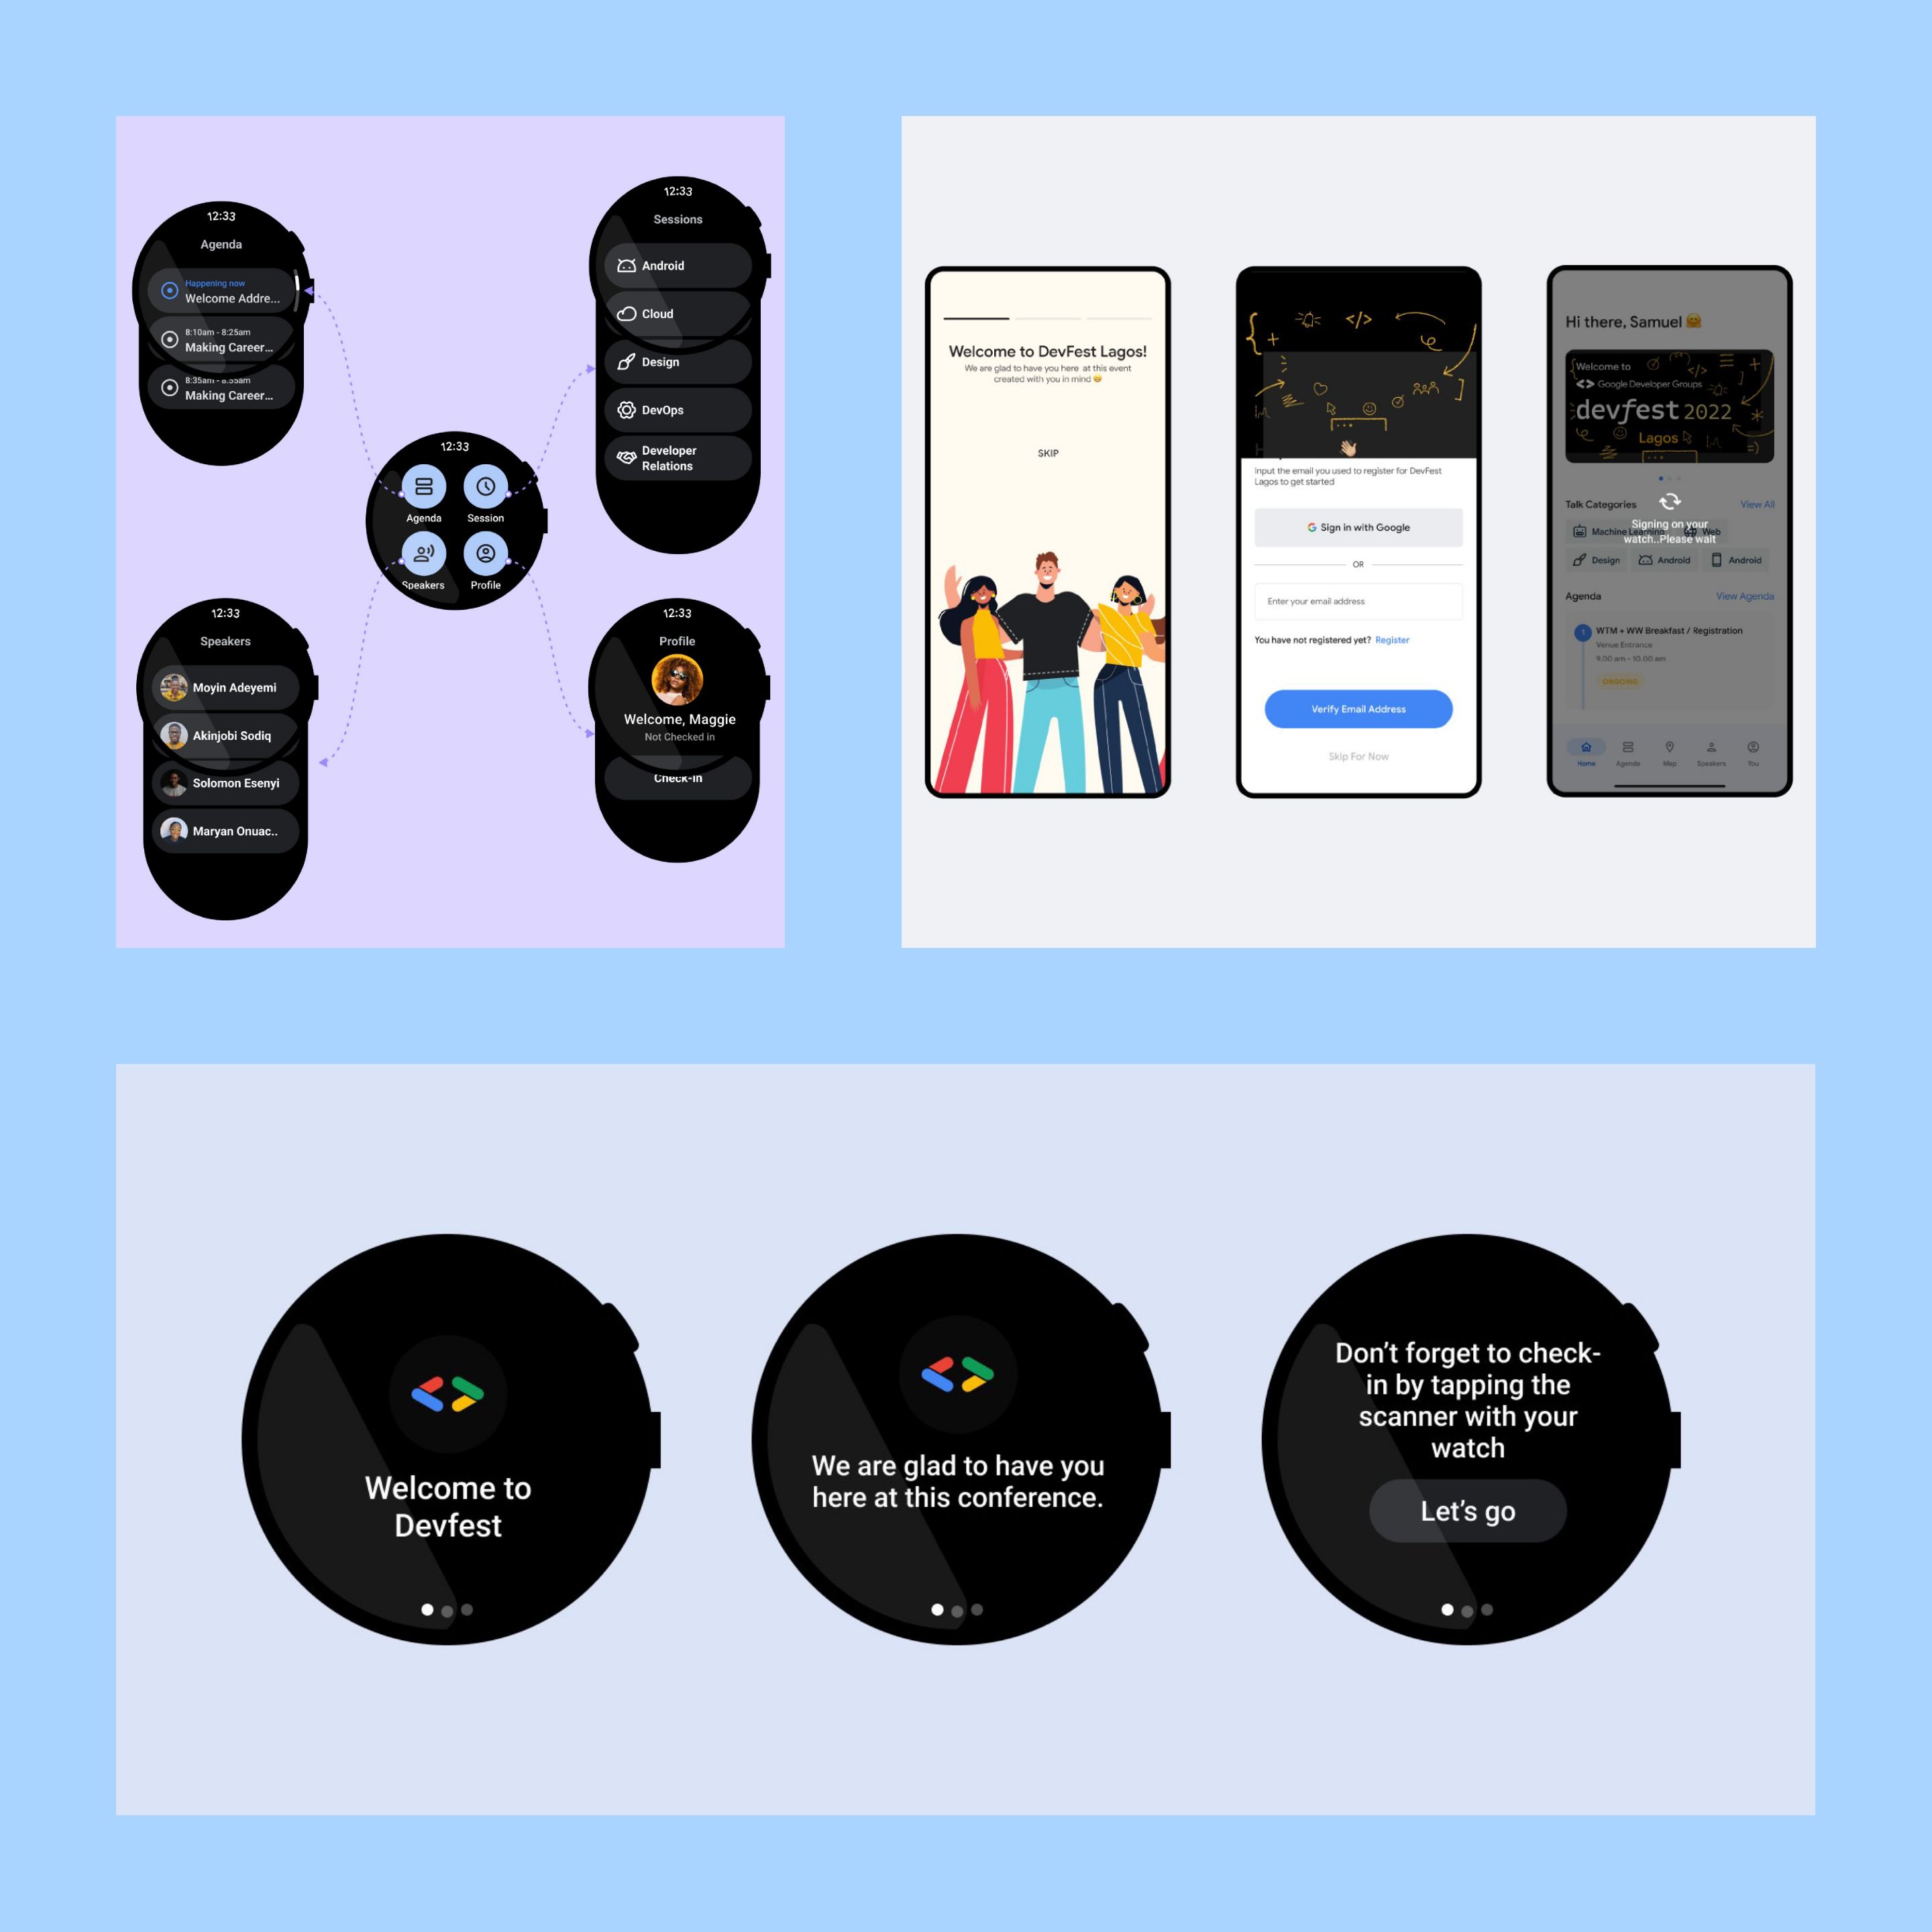 12:33
Agenda
Happening now
Welcome Addre...
8:10am - 8:25am
Making Career...
8:35am - 8:55am
Making Career...
12:33
Sessions
Android
Cloud
Design
DevOps
Developer
Relations
12:33
Agenda
Session
Speakers
Profile
12:33
Speakers
Moyin Adeyemi
Akinjobi Sodiq
Solomon Esenyi
Maryan Onuac..
12:33
Profile
Welcome, Maggie
Not Checked in
Check-In
Welcome to DevFest Lagos!
We are glad to have you here at this event
created with you in mind 😁
SKIP
{ + </> ]
Input the email you used to register for DevFest
Lagos to get started
G Sign in with Google
OR
Enter your email address
You have not registered yet? Register
Verify Email Address
Skip For Now
Hi there, Samuel 🤗
Welcome to
<> Google Developer Groups
devfest 2022
Lagos
Talk Categories
View All
Signing on your
watch..Please wait
Machine Learning
Web
Design
Android
Android
Agenda
View Agenda
1
WTM + WW Breakfast / Registration
Venue Entrance
9.00 am - 10.00 am
ONGOING
Home
Agenda
Map
Speakers
You
Welcome to
Devfest
We are glad to have you
here at this conference.
Don’t forget to check-
in by tapping the
scanner with your
watch
Let’s go